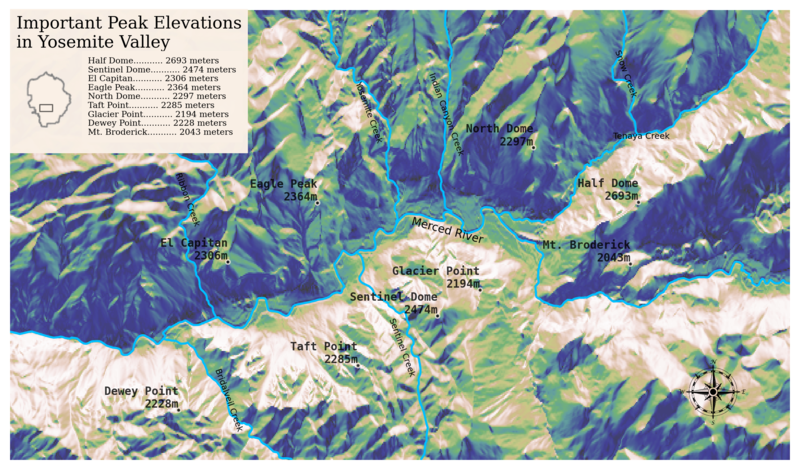 Important Peak Elevations
in Yosemite Valley
Half Dome........... 2693 meters
Sentinel Dome........... 2474 meters
El Capitan........... 2306 meters
Eagle Peak........... 2364 meters
North Dome........... 2297 meters
Taft Point........... 2285 meters
Glacier Point........... 2194 meters
Dewey Point........... 2228 meters
Mt. Broderick........... 2043 meters
Snow Creek
Yosemite Creek
Indian Canyon Creek
North Dome
2297m
Tenaya Creek
Ribbon Creek
Eagle Peak
2364m
Half Dome
2693m
Merced River
El Capitan
2306m
Mt. Broderick
2043m
Glacier Point
2194m
Sentinel Dome
2474m
Sentinel Creek
Taft Point
2285m
Bridalveil Creek
Dewey Point
2228m
N
E
S